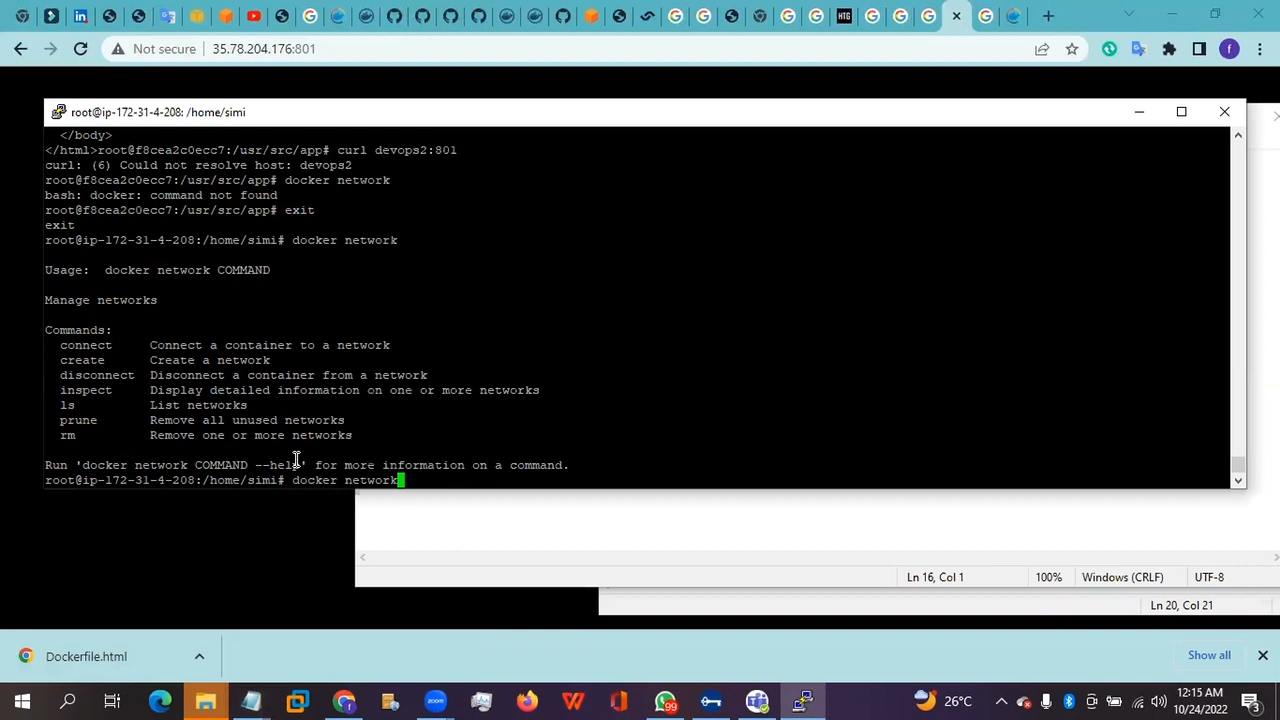 HTG
f
Not secure
35.78.204.176:801
f
root@ip-172-31-4-208: /home/simi
</body>
</html>root@f8cea2c0ecc7:/usr/src/app# curl devops2:801
curl: (6) Could not resolve host: devops2
root@f8cea2c0ecc7:/usr/src/app# docker network
bash: docker: command not found
root@f8cea2c0ecc7:/usr/src/app# exit
exit
root@ip-172-31-4-208:/home/simi# docker network
Usage:  docker network COMMAND
Manage networks
Commands:
connect     Connect a container to a network
create      Create a network
disconnect  Disconnect a container from a network
inspect     Display detailed information on one or more networks
ls          List networks
prune       Remove all unused networks
rm          Remove one or more networks
Run 'docker network COMMAND --help' for more information on a command.
root@ip-172-31-4-208:/home/simi# docker network
Ln 16, Col 1
100%
Windows (CRLF)
UTF-8
Ln 20, Col 21
Dockerfile.html
Show all
zoom
99
26°C
12:15 AM
10/24/2022
3